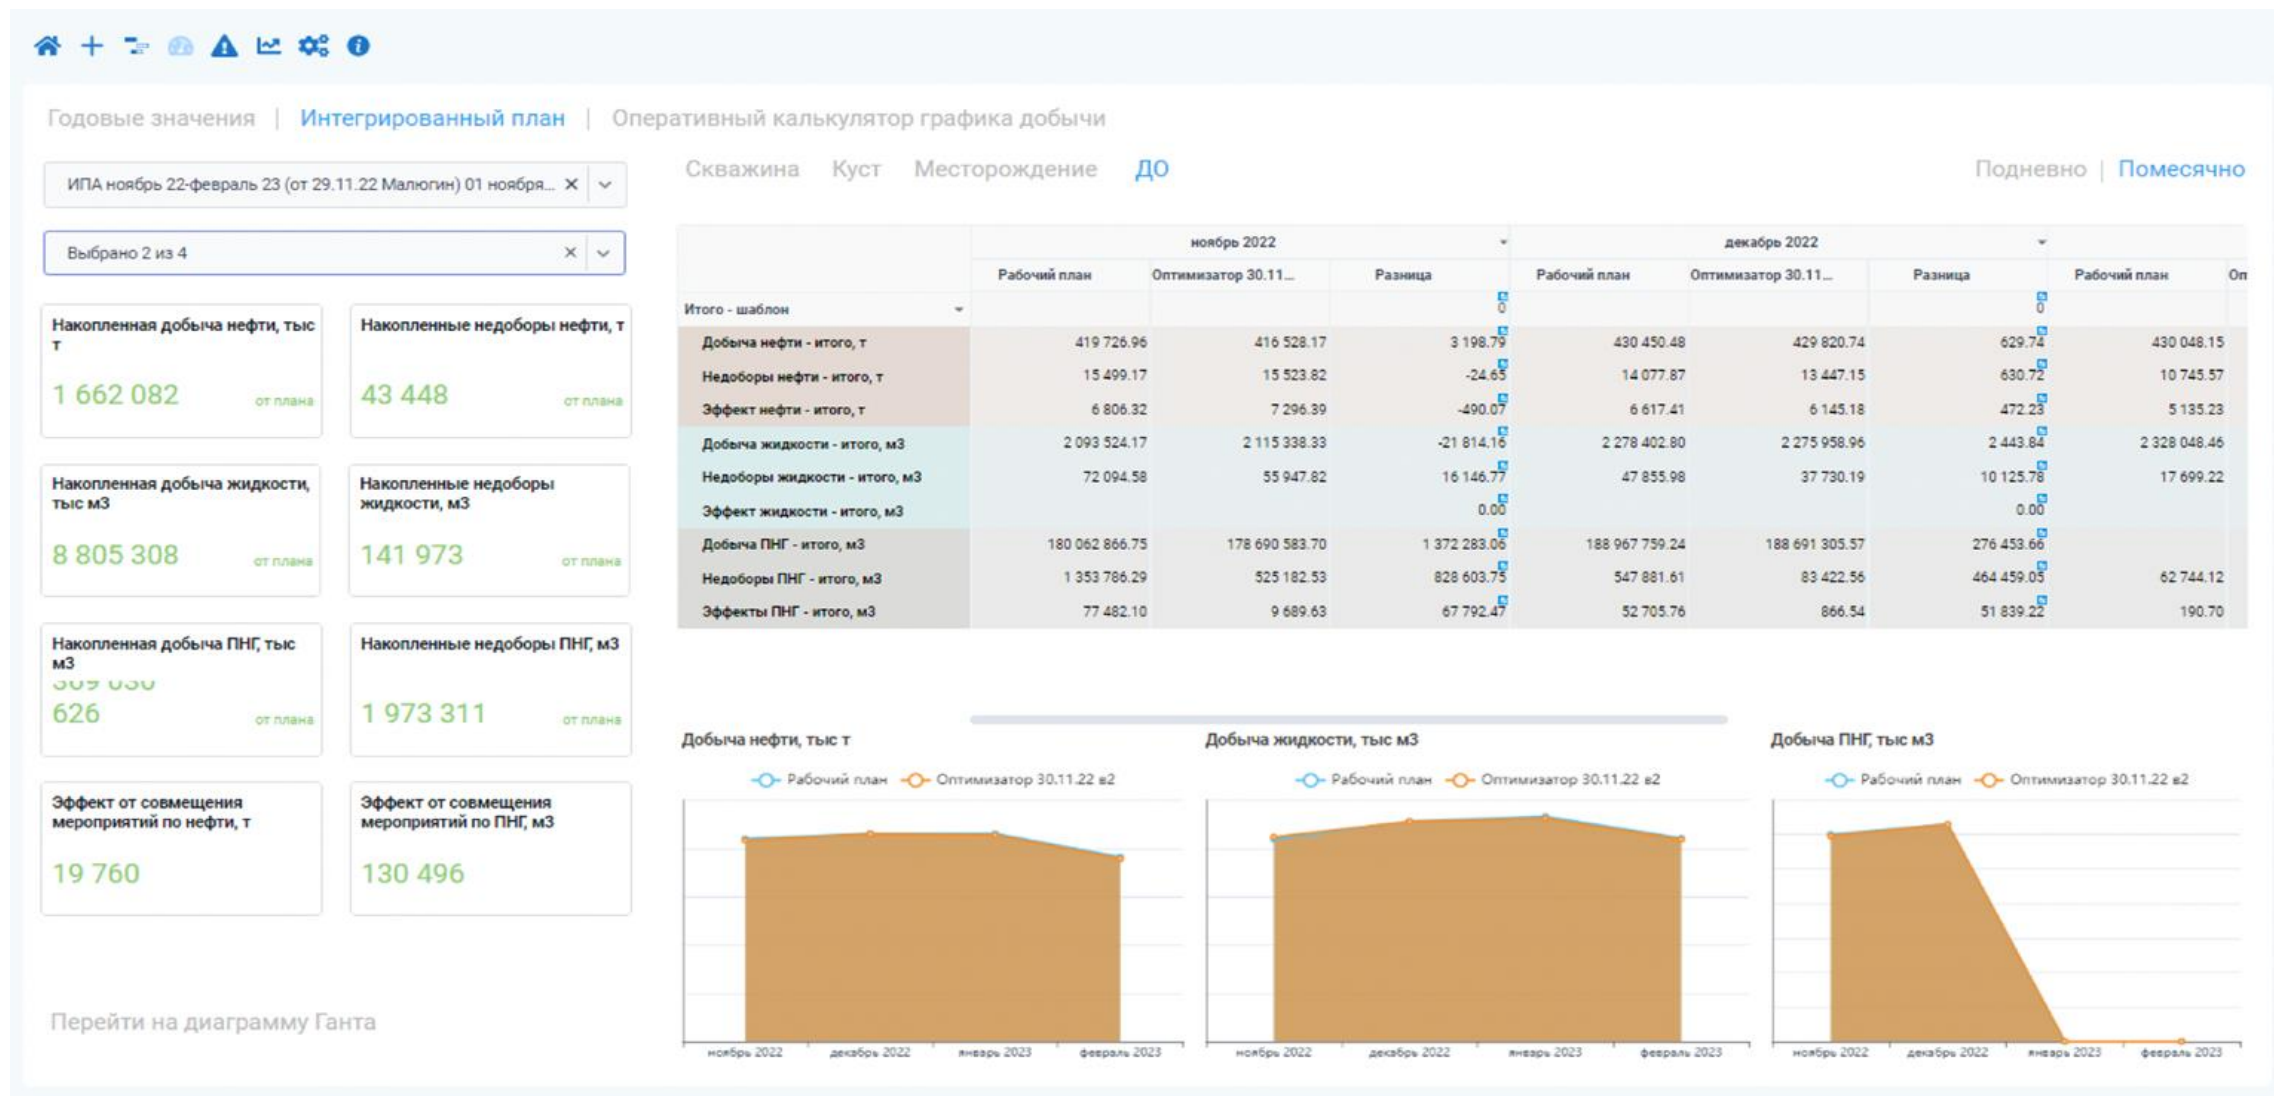 Годовые значения | Интегрированный план | Оперативный калькулятор графика добычи
ИПА ноябрь 22-февраль 23 (от 29.11.22 Малюгин) 01 ноября...
Выбрано 2 из 4
Накопленная добыча нефти, тыс т
1 662 082 от плана
Накопленные недоборы нефти, т
43 448 от плана
Накопленная добыча жидкости, тыс м3
8 805 308 от плана
Накопленные недоборы жидкости, м3
141 973 от плана
Накопленная добыча ПНГ, тыс м3
626 от плана
Накопленные недоборы ПНГ, м3
1 973 311 от плана
Эффект от совмещения мероприятий по нефти, т
19 760
Эффект от совмещения мероприятий по ПНГ, м3
130 496
Перейти на диаграмму Ганта
Скважина Куст Месторождение ДО
Подневно | Помесячно
ноябрь 2022 декабрь 2022
Рабочий план Оптимизатор 30.11... Разница Рабочий план Оптимизатор 30.11... Разница Рабочий план Оп
Итого - шаблон 0 0
Добыча нефти - итого, т 419 726.96 416 528.17 3 198.79 430 450.48 429 820.74 629.74 430 048.15
Недоборы нефти - итого, т 15 499.17 15 523.82 -24.65 14 077.87 13 447.15 630.72 10 745.57
Эффект нефти - итого, т 6 806.32 7 296.39 -490.07 6 617.41 6 145.18 472.23 5 135.23
Добыча жидкости - итого, м3 2 093 524.17 2 115 338.33 -21 814.16 2 278 402.80 2 275 958.96 2 443.84 2 328 048.46
Недоборы жидкости - итого, м3 72 094.58 55 947.82 16 146.77 47 855.98 37 730.19 10 125.78 17 699.22
Эффект жидкости - итого, м3 0.00 0.00
Добыча ПНГ - итого, м3 180 062 866.75 178 690 583.70 1 372 283.06 188 967 759.24 188 691 305.57 276 453.66
Недоборы ПНГ - итого, м3 1 353 786.29 525 182.53 828 603.75 547 881.61 83 422.56 464 459.05 62 744.12
Эффекты ПНГ - итого, м3 77 482.10 9 689.63 67 792.47 52 705.76 866.54 51 839.22 190.70
Добыча нефти, тыс т
Рабочий план Оптимизатор 30.11.22 в2
ноябрь 2022 декабрь 2022 январь 2023 февраль 2023
Добыча жидкости, тыс м3
Рабочий план Оптимизатор 30.11.22 в2
ноябрь 2022 декабрь 2022 январь 2023 февраль 2023
Добыча ПНГ, тыс м3
Рабочий план Оптимизатор 30.11.22 в2
ноябрь 2022 декабрь 2022 январь 2023 февраль 2023